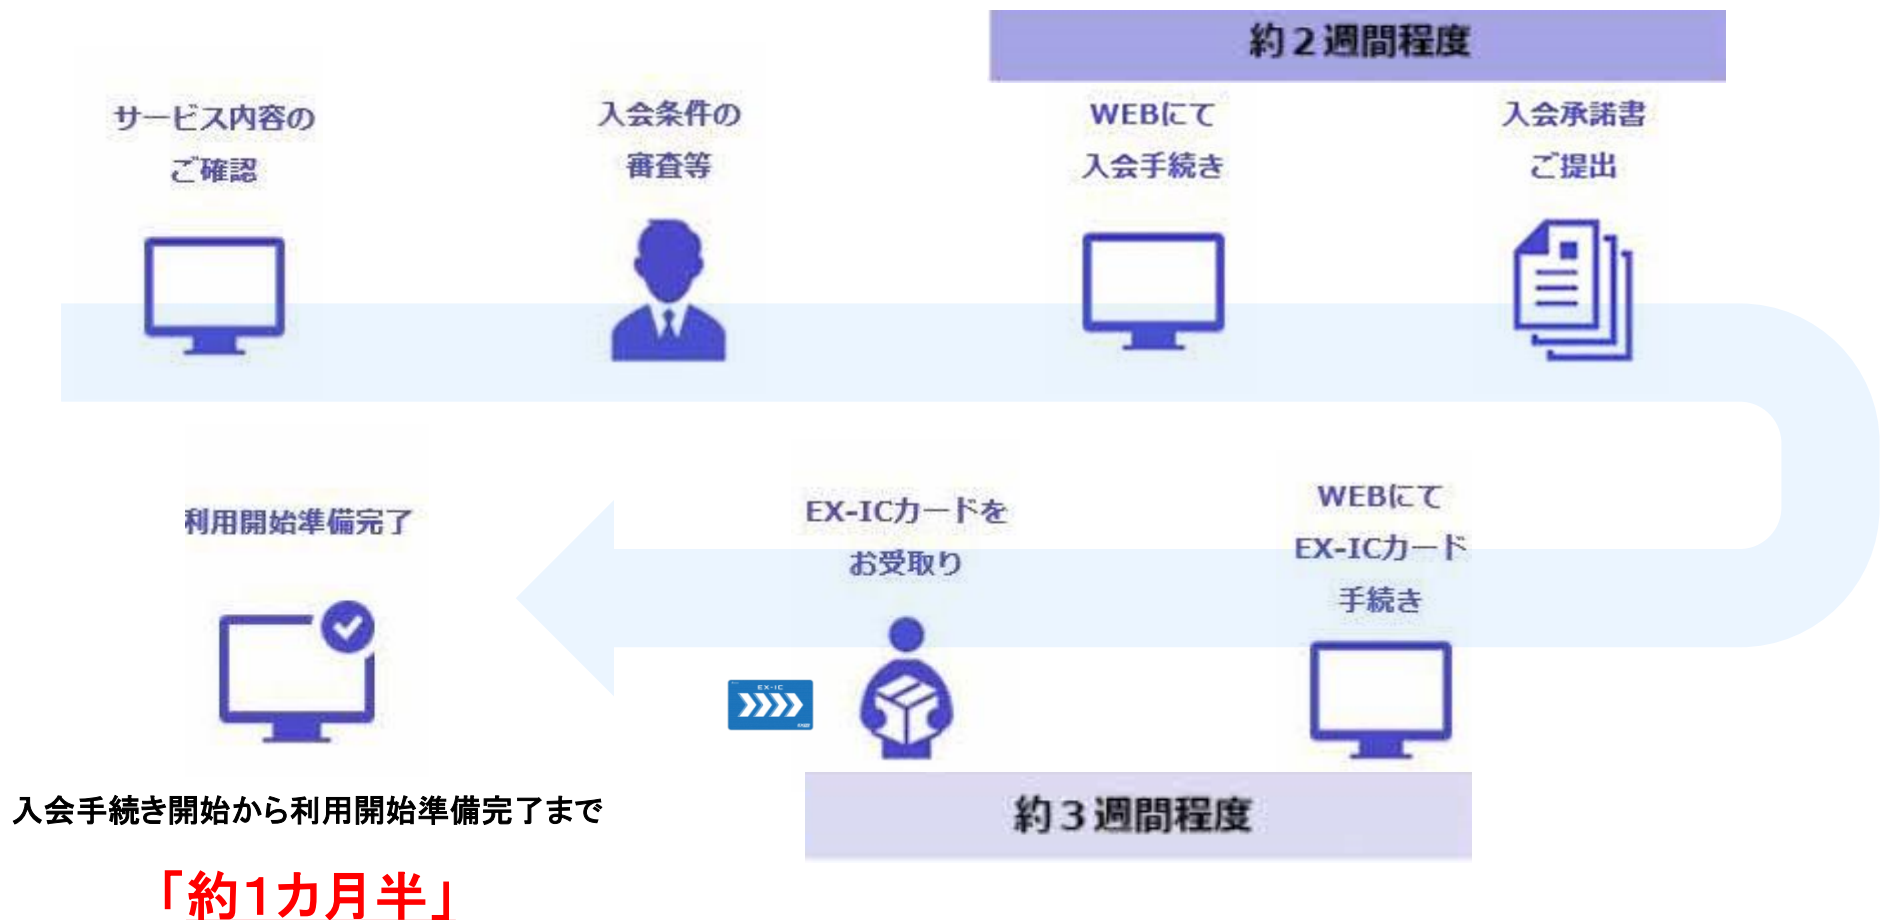 約２週間程度
サービス内容の
ご確認
入会条件の
審査等
WEBにて
入会手続き
入会承諾書
ご提出
WEBにて
EX-ICカード
手続き
EX-ICカードを
お受取り
EX-IC
利用開始準備完了
約３週間程度
入会手続き開始から利用開始準備完了まで
「約1カ月半」